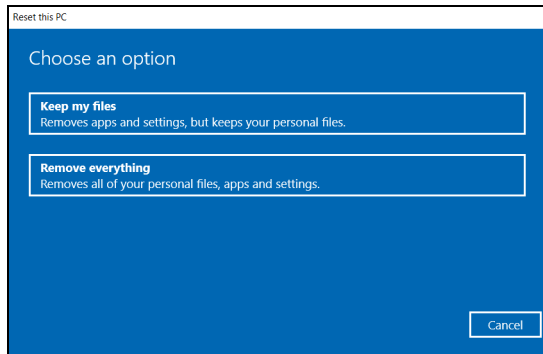 Reset this PC
Choose an option
Keep my files
Removes apps and settings, but keeps your personal files.
Remove everything
Removes all of your personal files, apps and settings.
Cancel